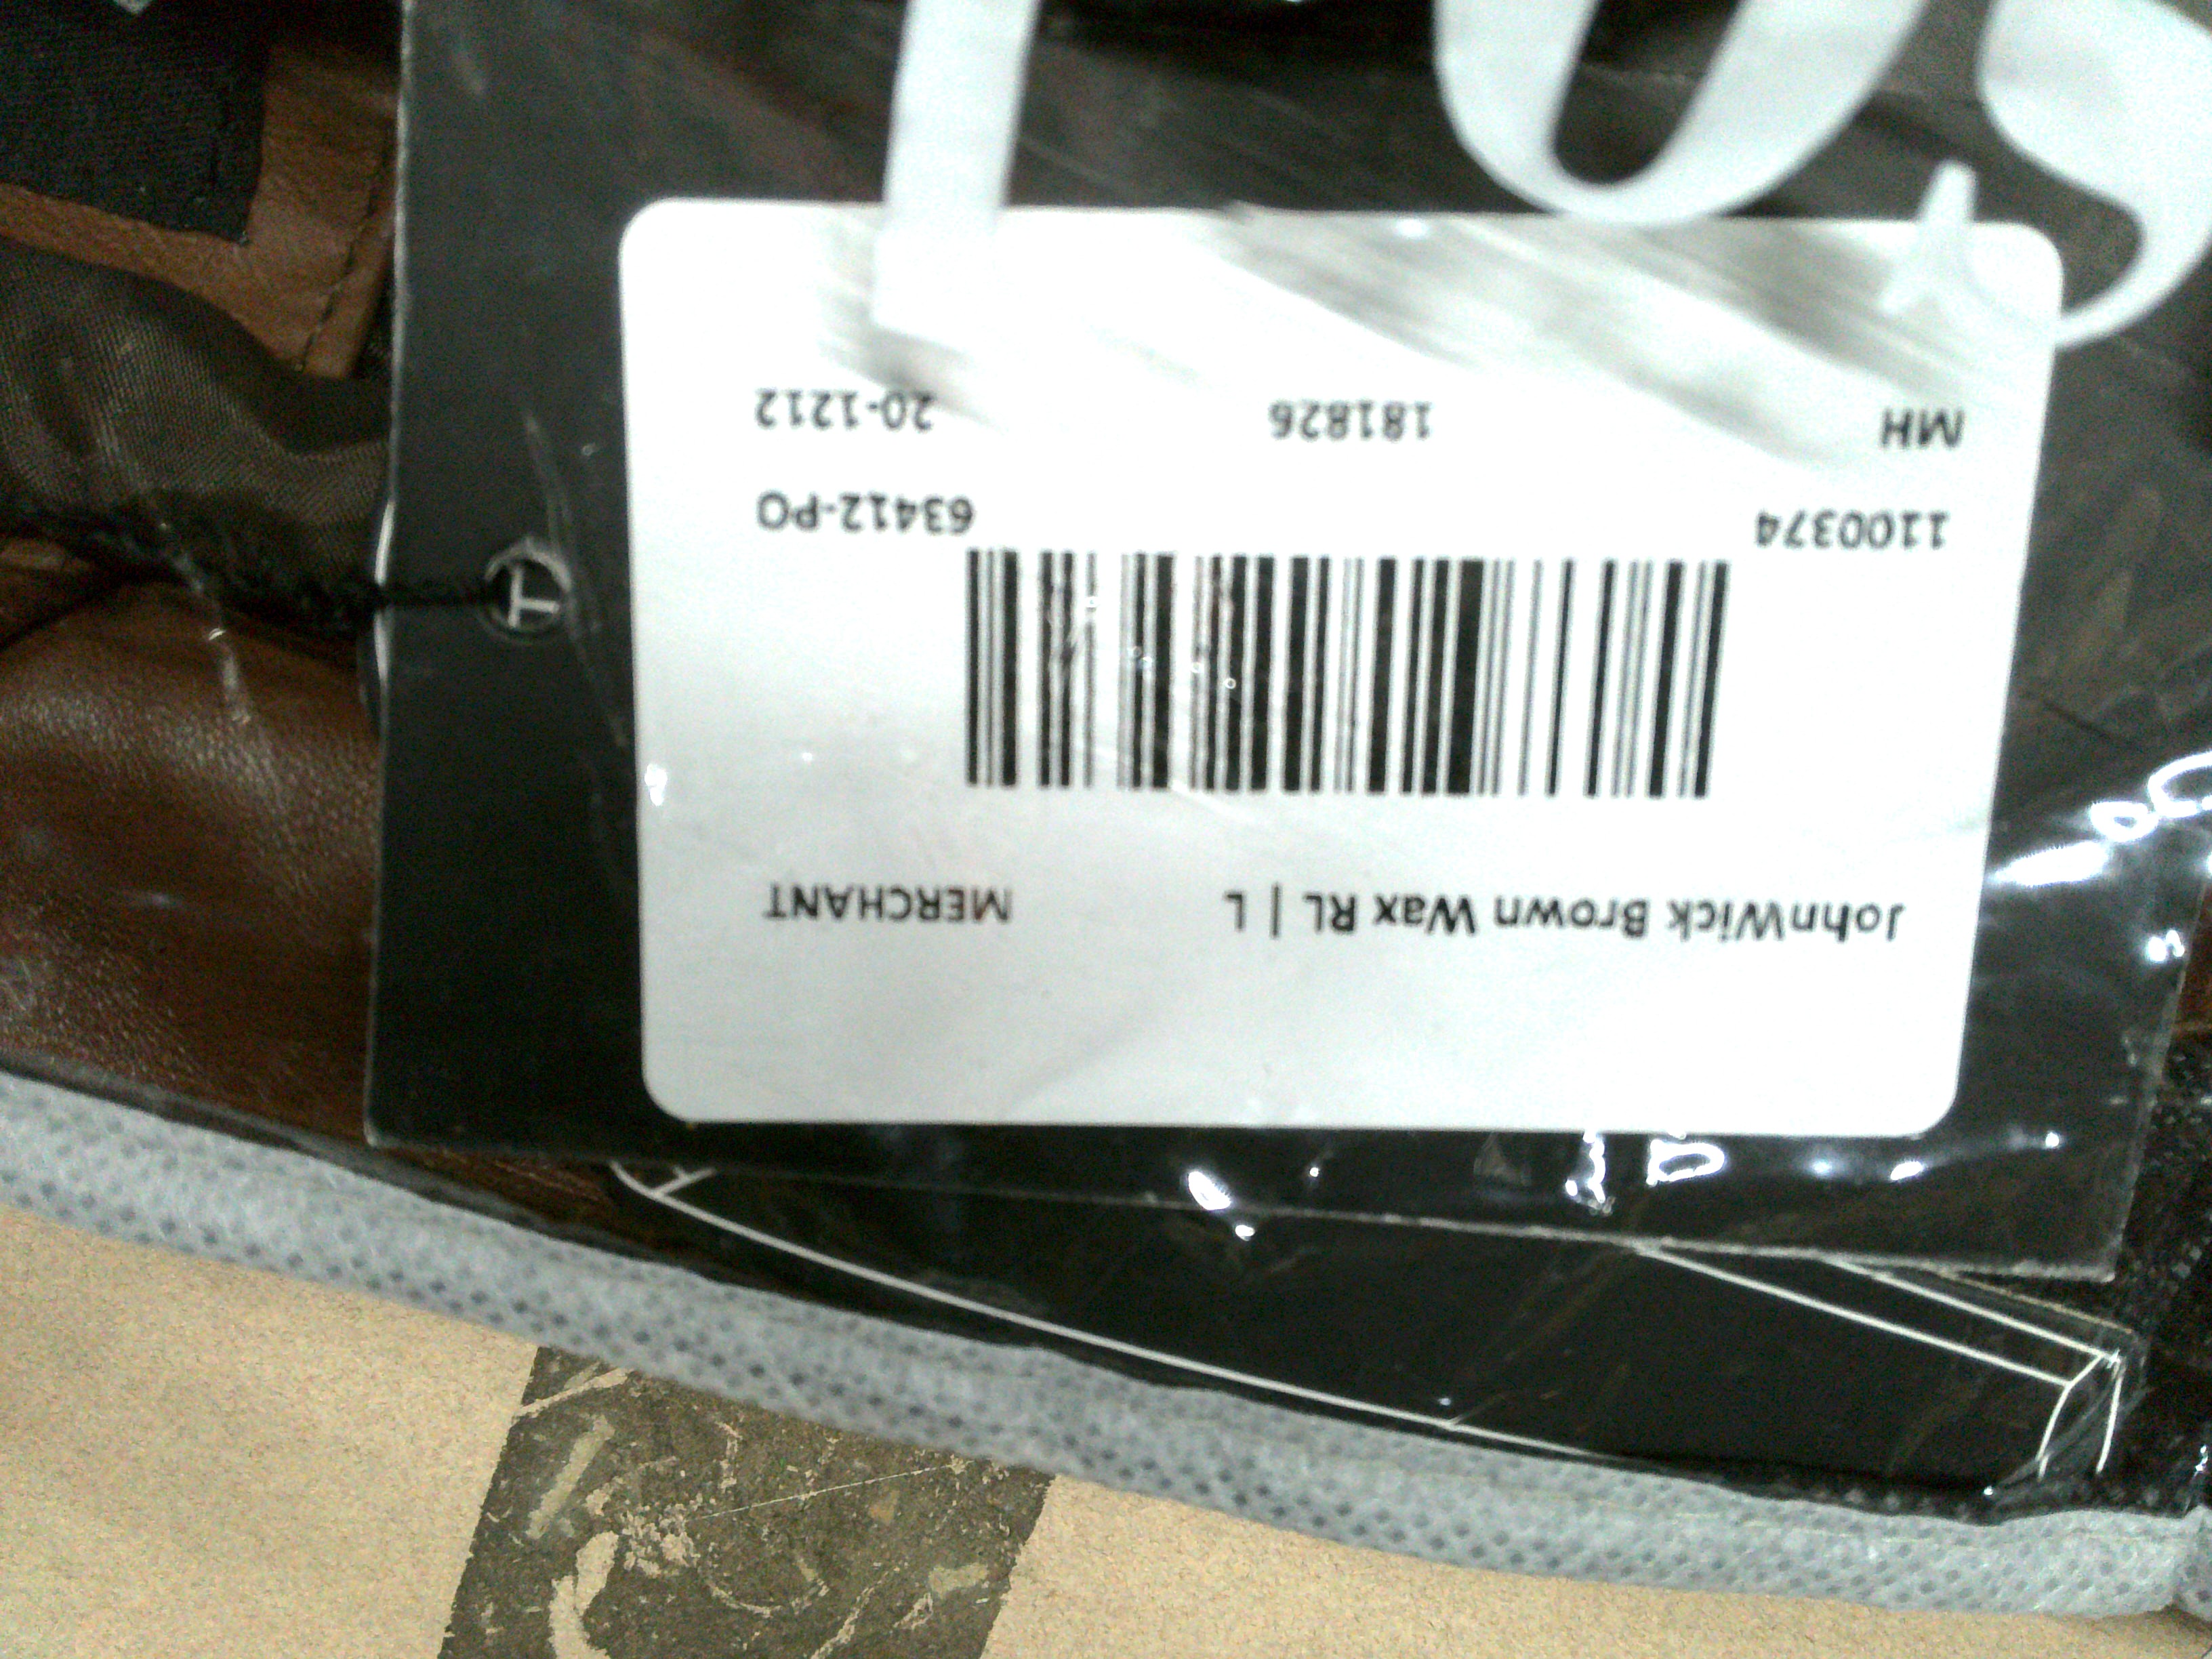 JohnWick Brown Wax RL | L MERCHANT
1100374 63412-PO
MH 181826 20-1212